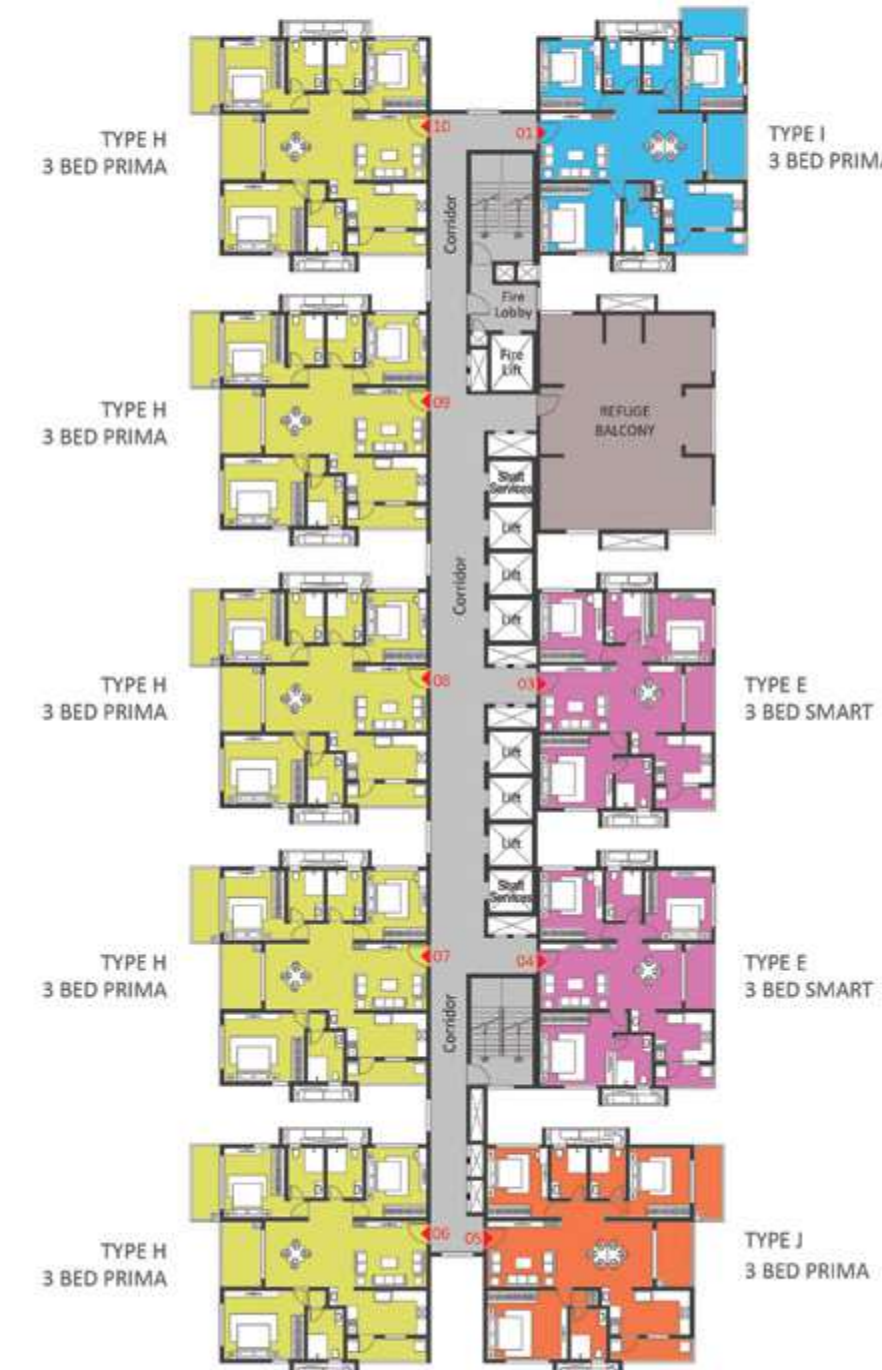 TYPE H
3 BED PRIMA
10
01
TYPE I
3 BED PRIMA
Corridor
Fire
Lobby
Fire
Lift
TYPE H
3 BED PRIMA
09
REFUGE
BALCONY
Shaft
Services
Lift
Lift
Lift
Corridor
TYPE H
3 BED PRIMA
08
03
TYPE E
3 BED SMART
Lift
Lift
Lift
Shaft
Services
TYPE H
3 BED PRIMA
07
04
TYPE E
3 BED SMART
Corridor
TYPE H
3 BED PRIMA
06
05
TYPE J
3 BED PRIMA